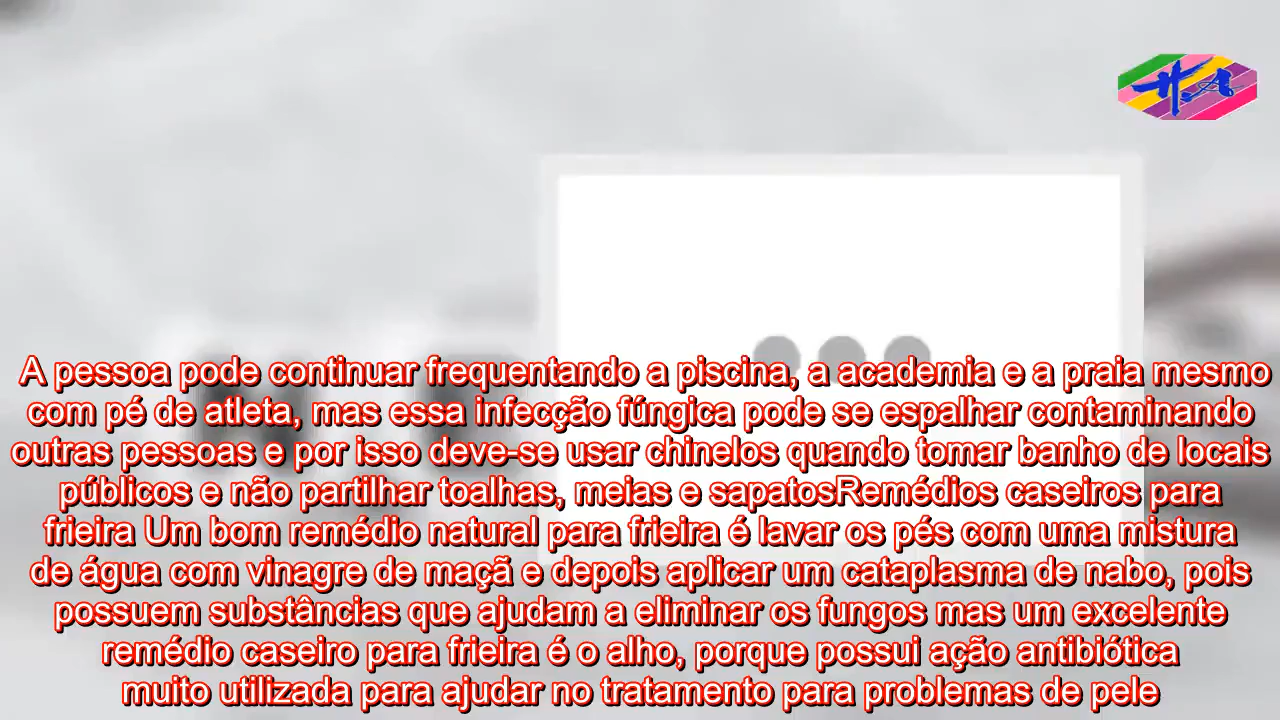 HA
A pessoa pode continuar frequentando a piscina, a academia e a praia mesmo
com pé de atleta, mas essa infecção fúngica pode se espalhar contaminando
outras pessoas e por isso deve-se usar chinelos quando tomar banho de locais
públicos e não partilhar toalhas, meias e sapatosRemédios caseiros para
frieira Um bom remédio natural para frieira é lavar os pés com uma mistura
de água com vinagre de maçã e depois aplicar um cataplasma de nabo, pois
possuem substâncias que ajudam a eliminar os fungos mas um excelente
remédio caseiro para frieira é o alho, porque possui ação antibiótica
muito utilizada para ajudar no tratamento para problemas de pele